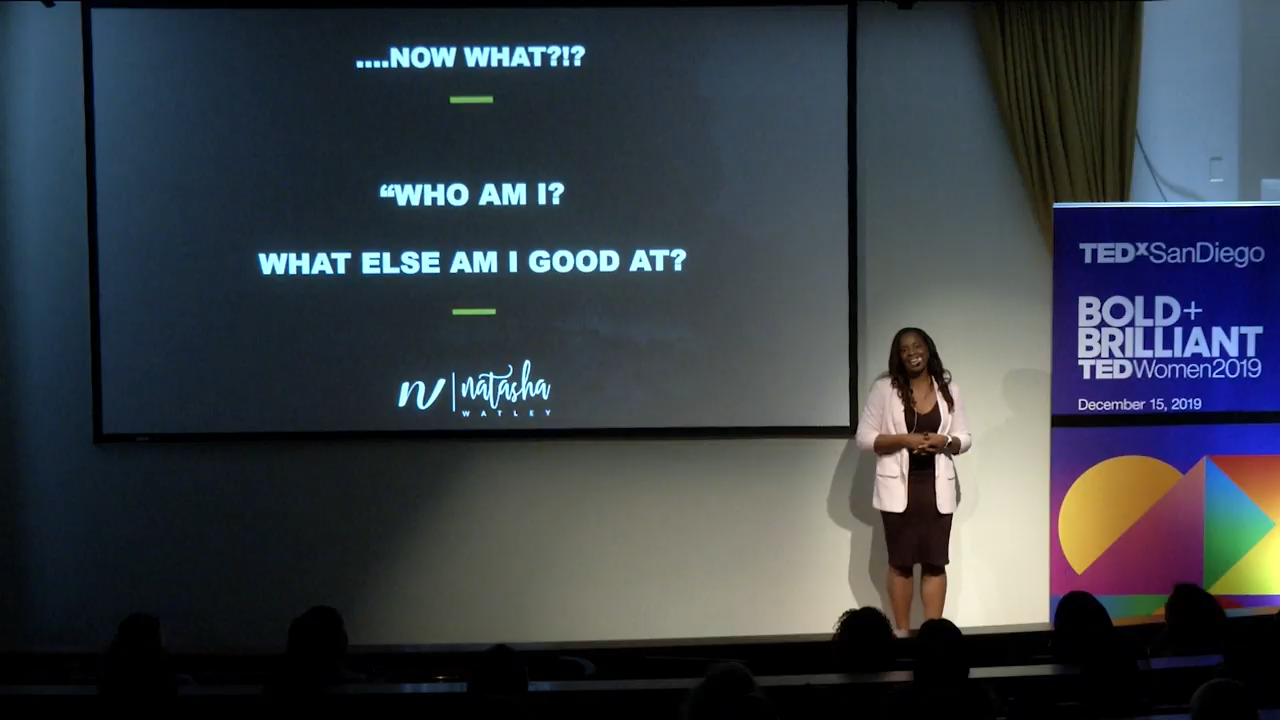 ....NOW WHAT?!?
“WHO AM I?
WHAT ELSE AM I GOOD AT?
n | natasha
WATLEY
TEDxSanDiego
BOLD+
BRILLIANT
TEDWomen2019
December 15, 2019